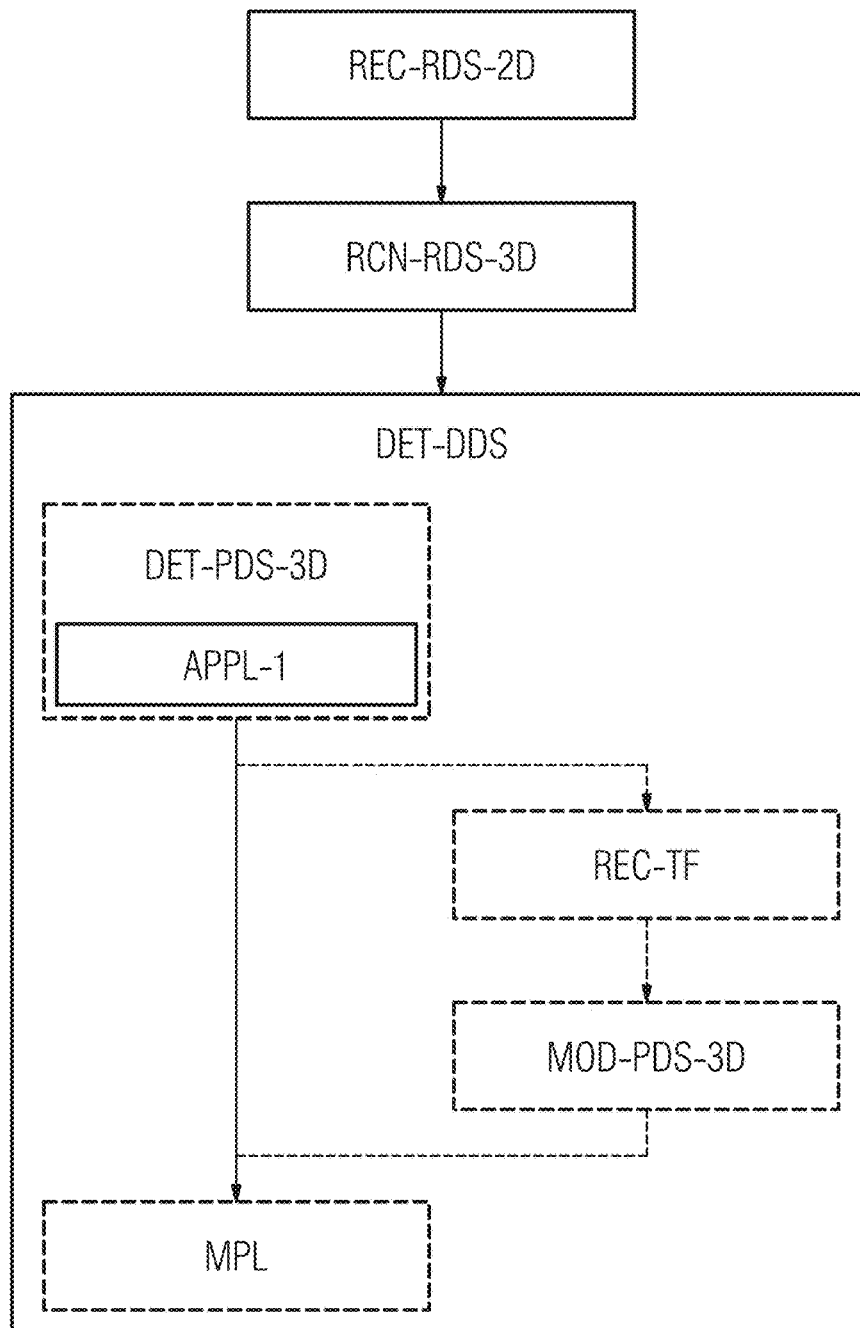 REC-RDS-2D
RCN-RDS-3D
DET-DDS
DET-PDS-3D
APPL-1
REC-TF
MOD-PDS-3D
MPL